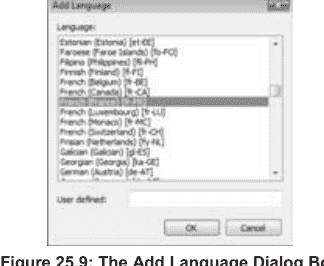 Add Language
Language:
Estonian (Estonia) [et-EE]
Faroese (Faroe Islands) [fo-FO]
Filipino (Philippines) [fil-PH]
Finnish (Finland) [fi-FI]
French (Belgium) [fr-BE]
French (Canada) [fr-CA]
French (Luxembourg) [fr-LU]
French (Monaco) [fr-MC]
French (Switzerland) [fr-CH]
Frisian (Netherlands) [fy-NL]
Galician (Galician) [gl-ES]
Georgian (Georgia) [ka-GE]
German (Austria) [de-AT]
User defined:
OK Cancel
Figure 25.9: The Add Language Dialog